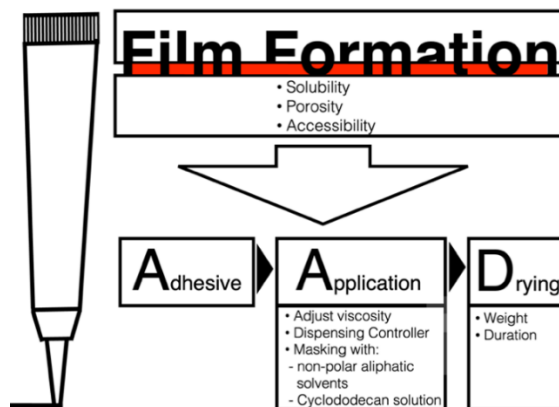 Film Formation
• Solubility
• Porosity
• Accessibility
Adhesive
Application
Drying
• Adjust viscosity
• Dispensing Controller
• Masking with:
- non-polar aliphatic
solvents
- Cyclododecan solution
• Weight
• Duration